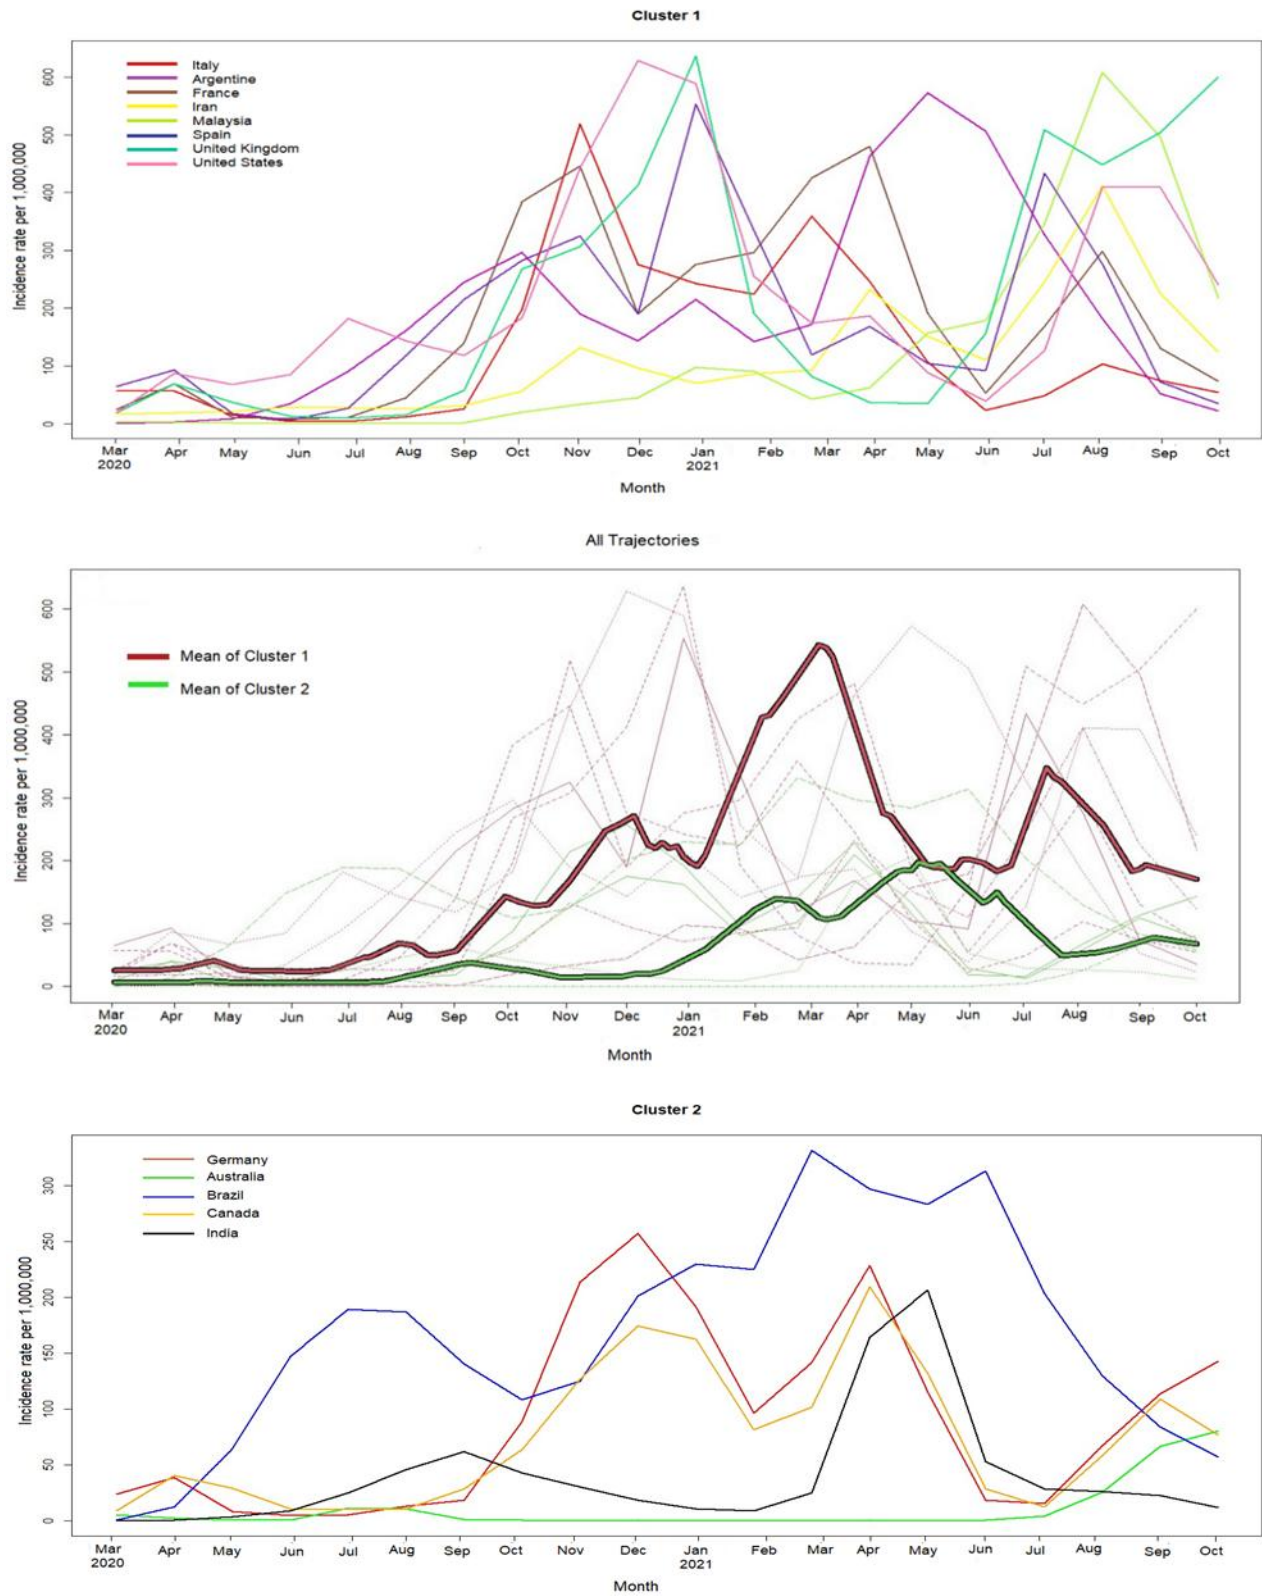 Cluster 1
Italy
Argentine
France
Iran
Malaysia
Spain
United Kingdom
United States
Incidence rate per 1,000,000
600
500
400
300
200
100
0
Mar Apr May Jun Jul Aug Sep Oct Nov Dec Jan Feb Mar Apr May Jun Jul Aug Sep Oct
2020 2021
Month
All Trajectories
Mean of Cluster 1
Mean of Cluster 2
Incidence rate per 1,000,000
600
500
400
300
200
100
0
Mar Apr May Jun Jul Aug Sep Oct Nov Dec Jan Feb Mar Apr May Jun Jul Aug Sep Oct
2020 2021
Month
Cluster 2
Germany
Australia
Brazil
Canada
India
Incidence rate per 1,000,000
300
250
200
150
100
50
0
Mar Apr May Jun Jul Aug Sep Oct Nov Dec Jan Feb Mar Apr May Jun Jul Aug Sep Oct
2020 2021
Month